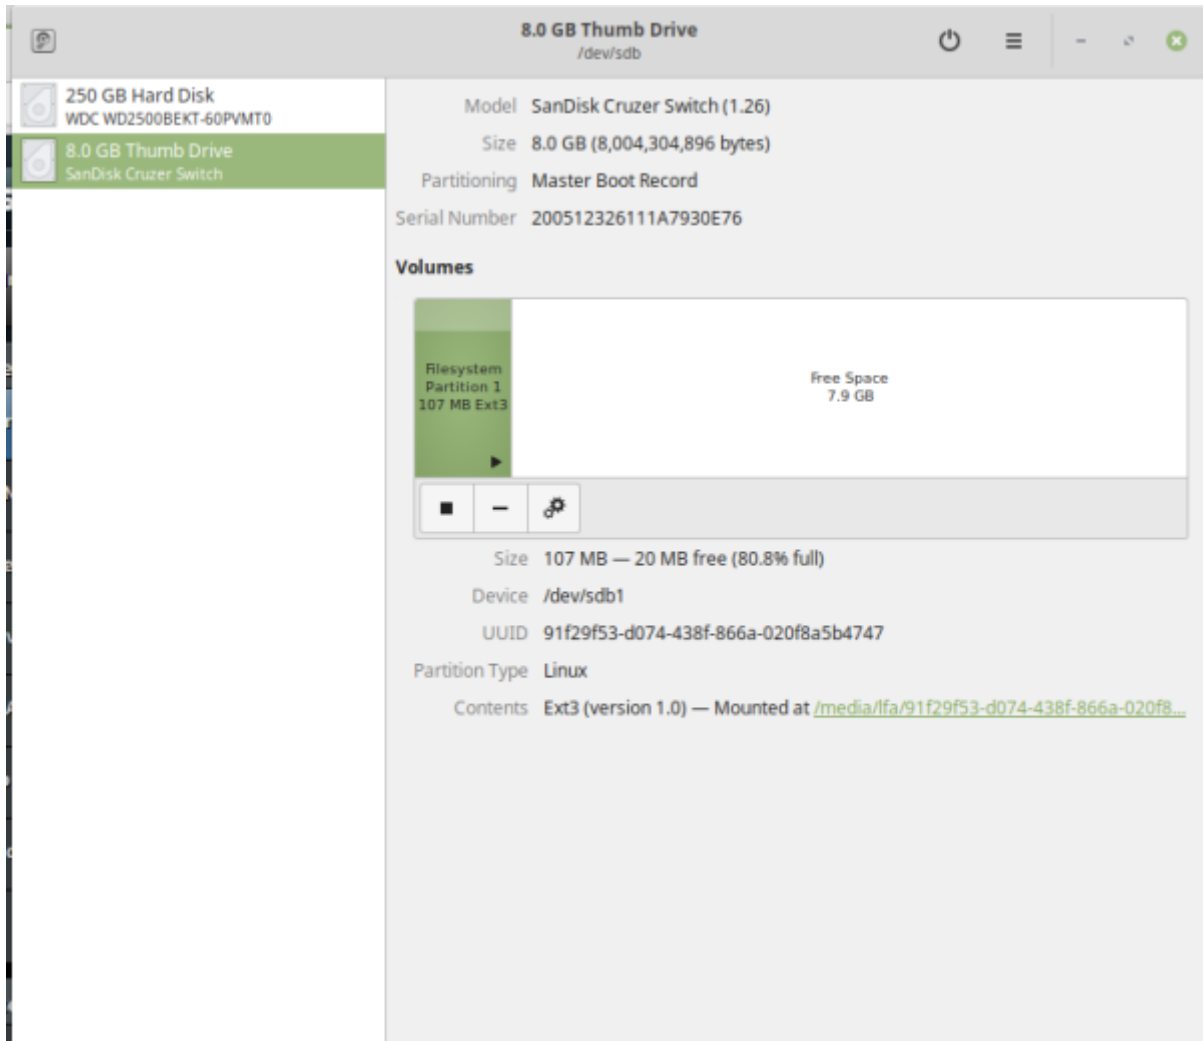 8.0 GB Thumb Drive
/dev/sdb
250 GB Hard Disk
WDC WD2500BEKT-60PVMT0
8.0 GB Thumb Drive
SanDisk Cruzer Switch
Model SanDisk Cruzer Switch (1.26)
Size 8.0 GB (8,004,304,896 bytes)
Partitioning Master Boot Record
Serial Number 200512326111A7930E76
Volumes
Filesystem
Partition 1
107 MB Ext3
Free Space
7.9 GB
Size 107 MB — 20 MB free (80.8% full)
Device /dev/sdb1
UUID 91f29f53-d074-438f-866a-020f8a5b4747
Partition Type Linux
Contents Ext3 (version 1.0) — Mounted at /media/lfa/91f29f53-d074-438f-866a-020f8...